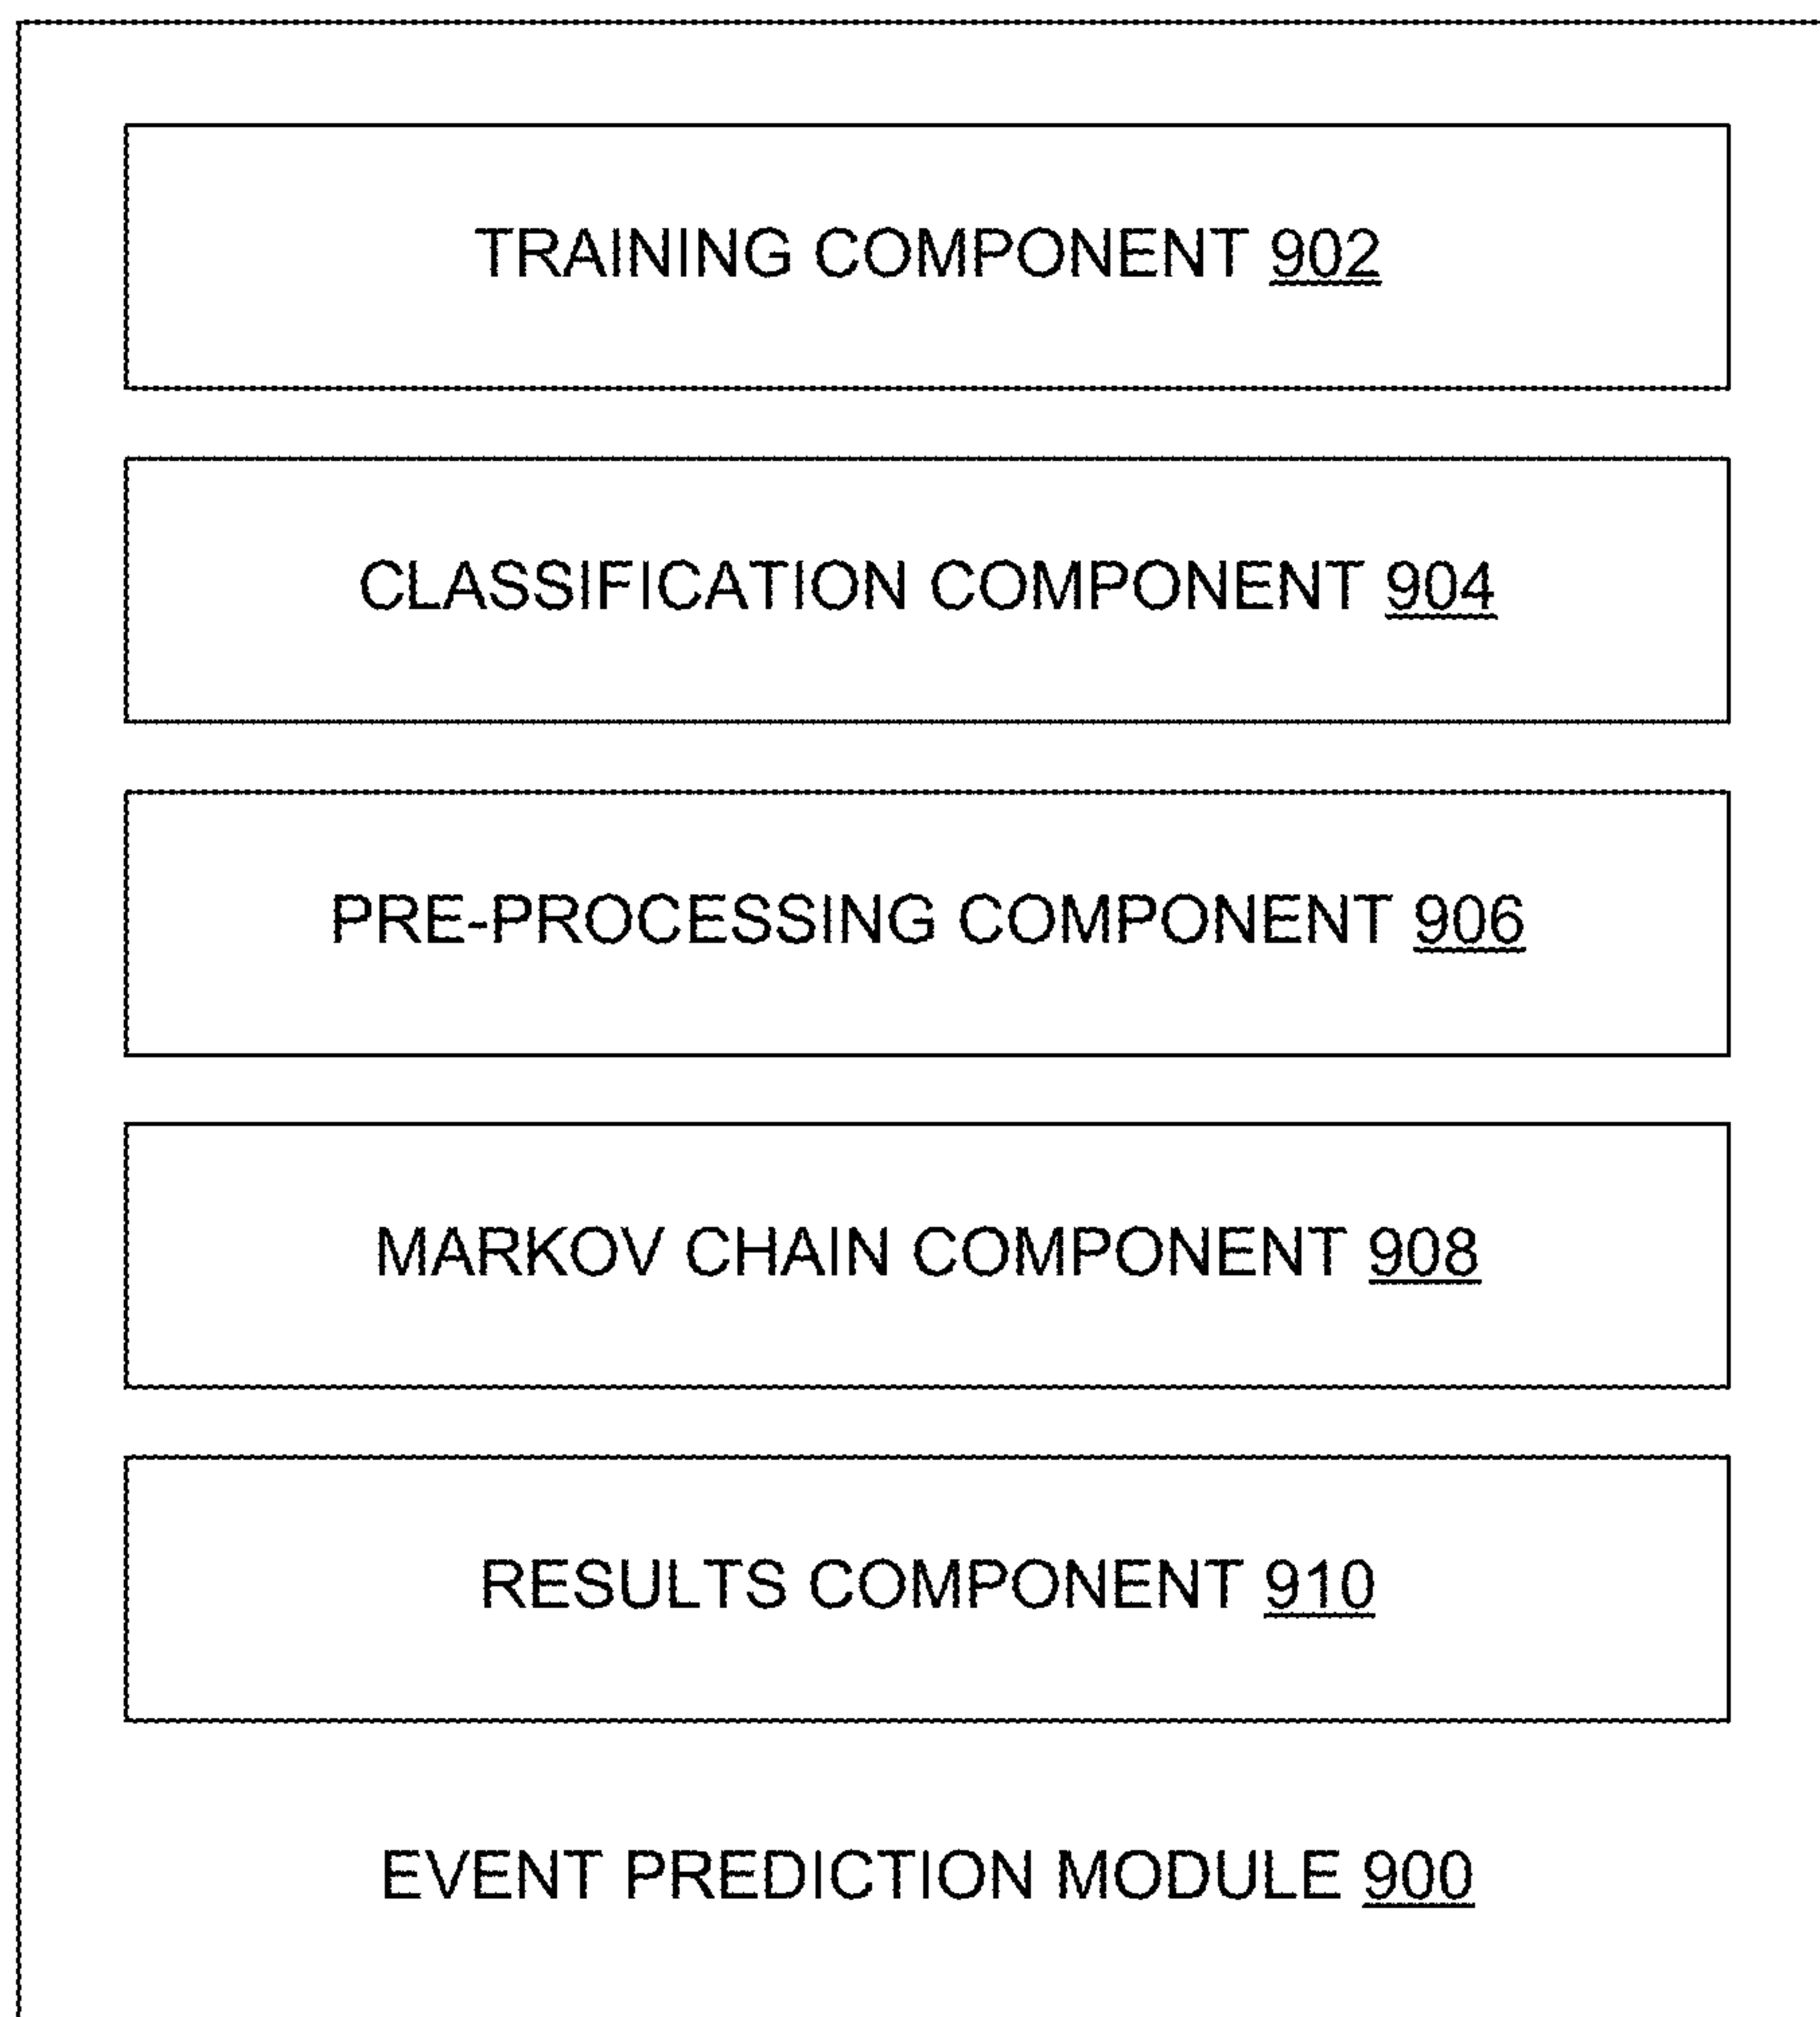 TRAINING COMPONENT 902
CLASSIFICATION COMPONENT 904
PRE-PROCESSING COMPONENT 906
MARKOV CHAIN COMPONENT 908
RESULTS COMPONENT 910
EVENT PREDICTION MODULE 900